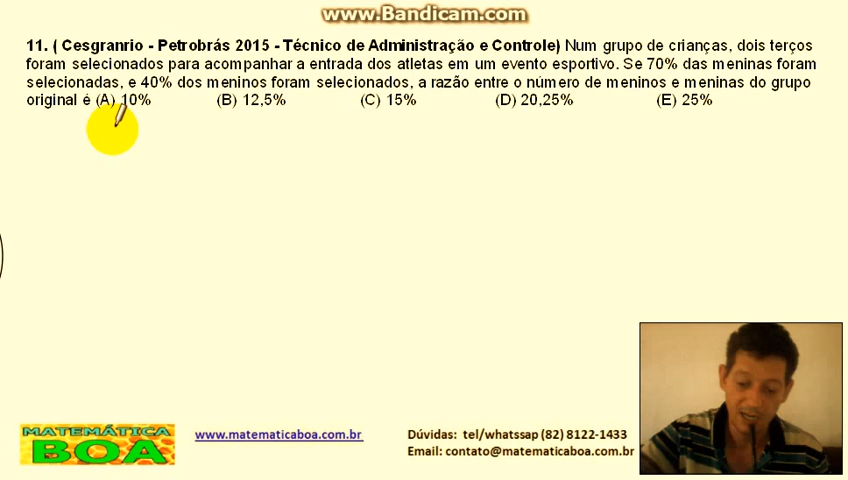 www.Bandicam.com
11. ( Cesgranrio - Petrobrás 2015 - Técnico de Administração e Controle) Num grupo de crianças, dois terços
foram selecionados para acompanhar a entrada dos atletas em um evento esportivo. Se 70% das meninas foram
selecionadas, e 40% dos meninos foram selecionados, a razão entre o número de meninos e meninas do grupo
original é (A) 10% (B) 12,5% (C) 15% (D) 20,25% (E) 25%
MATEMÁTICA
BOA
www.matematicaboa.com.br
Dúvidas: tel/whatssap (82) 8122-1433
Email: contato@matematicaboa.com.br